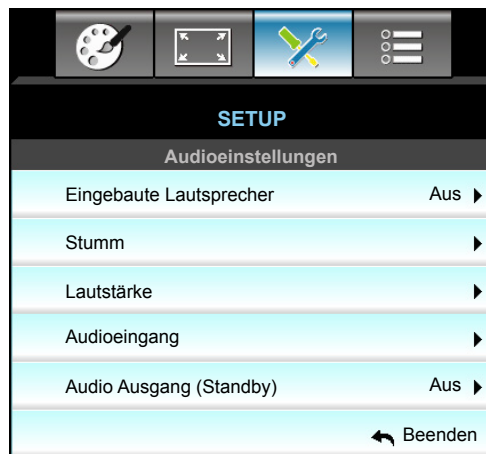 SETUP
Audioeinstellungen
Eingebaute Lautsprecher Aus
Stumm
Lautstärke
Audioeingang
Audio Ausgang (Standby) Aus
Beenden